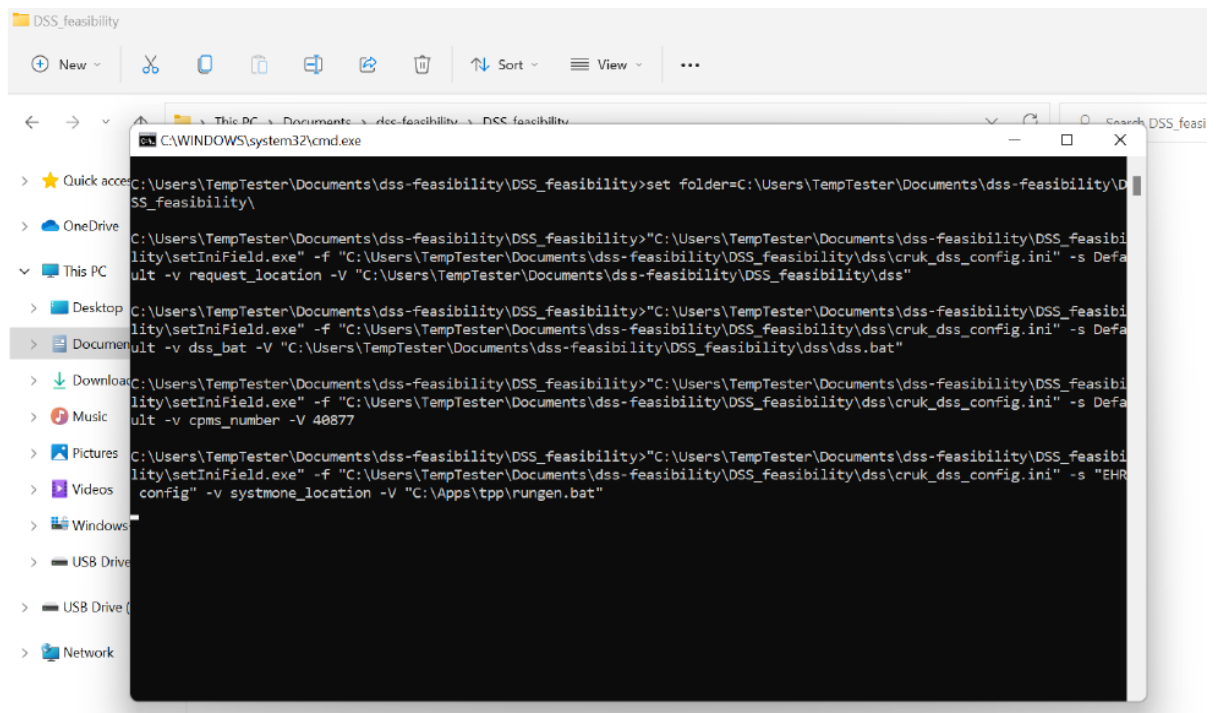 DSS_feasibility
New
Sort
View
This PC > Documents > dss-feasibility > DSS_feasibility
Search DSS_feasi
C:\WINDOWS\system32\cmd.exe
Quick acces
OneDrive
This PC
Desktop
Documen
Downloa
Music
Pictures
Videos
Windows
USB Drive
USB Drive (
Network
C:\Users\TempTester\Documents\dss-feasibility\DSS_feasibility>set folder=C:\Users\TempTester\Documents\dss-feasibility\D
SS_feasibility\
C:\Users\TempTester\Documents\dss-feasibility\DSS_feasibility>"C:\Users\TempTester\Documents\dss-feasibility\DSS_feasibi
lity\setIniField.exe" -f "C:\Users\TempTester\Documents\dss-feasibility\DSS_feasibility\dss\cruk_dss_config.ini" -s Defa
ult -v request_location -V "C:\Users\TempTester\Documents\dss-feasibility\DSS_feasibility\dss"
C:\Users\TempTester\Documents\dss-feasibility\DSS_feasibility>"C:\Users\TempTester\Documents\dss-feasibility\DSS_feasibi
lity\setIniField.exe" -f "C:\Users\TempTester\Documents\dss-feasibility\DSS_feasibility\dss\cruk_dss_config.ini" -s Defa
ult -v dss_bat -V "C:\Users\TempTester\Documents\dss-feasibility\DSS_feasibility\dss\dss.bat"
C:\Users\TempTester\Documents\dss-feasibility\DSS_feasibility>"C:\Users\TempTester\Documents\dss-feasibility\DSS_feasibi
lity\setIniField.exe" -f "C:\Users\TempTester\Documents\dss-feasibility\DSS_feasibility\dss\cruk_dss_config.ini" -s Defa
ult -v cpms_number -V 40877
C:\Users\TempTester\Documents\dss-feasibility\DSS_feasibility>"C:\Users\TempTester\Documents\dss-feasibility\DSS_feasibi
lity\setIniField.exe" -f "C:\Users\TempTester\Documents\dss-feasibility\DSS_feasibility\dss\cruk_dss_config.ini" -s "EHR
 config" -v systmone_location -V "C:\Apps\tpp\rungen.bat"